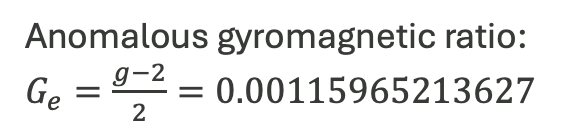 Anomalous gyromagnetic ratio:
𝐺ₑ = (𝑔−2)/2 = 0.00115965213627